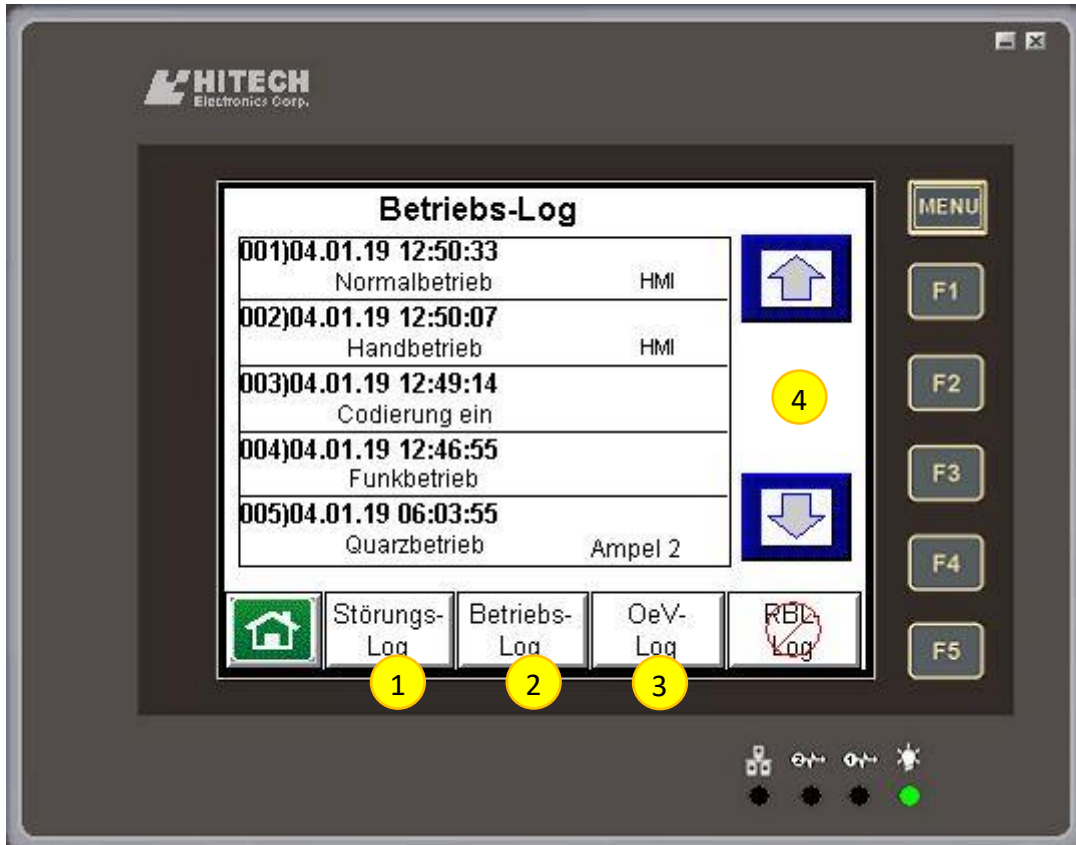 HITECH
Electronics Corp.
Betriebs-Log
MENU
001)04.01.19 12:50:33
Normalbetrieb HMI
F1
002)04.01.19 12:50:07
Handbetrieb HMI
003)04.01.19 12:49:14
F2
Codierung ein
4
004)04.01.19 12:46:55
Funkbetrieb
F3
005)04.01.19 06:03:55
Quarzbetrieb Ampel 2
F4
Störungs-Log
Betriebs-Log
OeV-Log
RBL-Log
F5
1
2
3
2
1